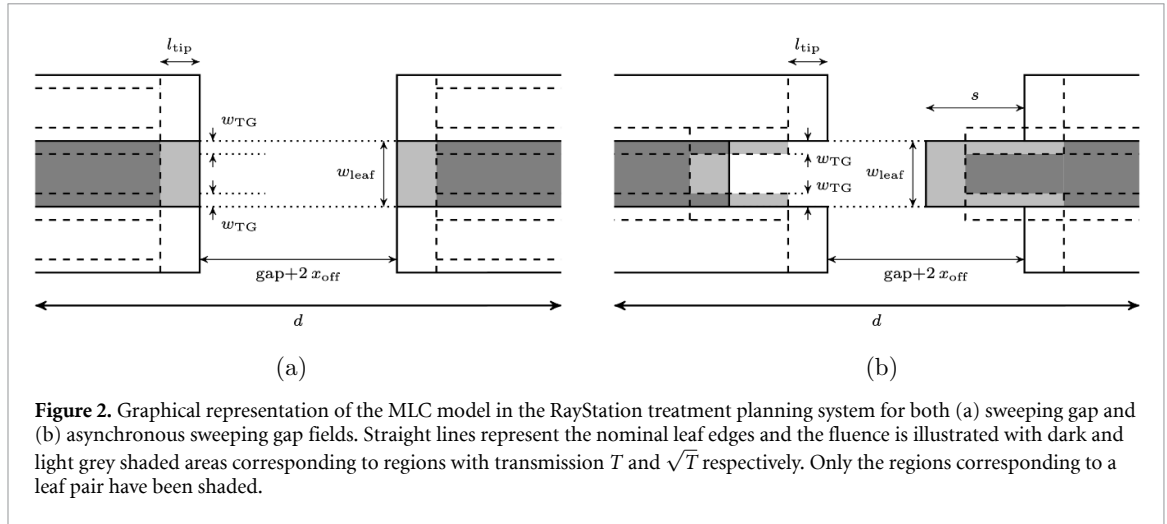 l_tip
w_TG
w_leaf
w_TG
gap+2 x_off
d
(a)
l_tip
s
w_TG
w_leaf
w_TG
gap+2 x_off
d
(b)
Figure 2. Graphical representation of the MLC model in the RayStation treatment planning system for both (a) sweeping gap and
(b) asynchronous sweeping gap fields. Straight lines represent the nominal leaf edges and the fluence is illustrated with dark and
light grey shaded areas corresponding to regions with transmission T and √T respectively. Only the regions corresponding to a
leaf pair have been shaded.